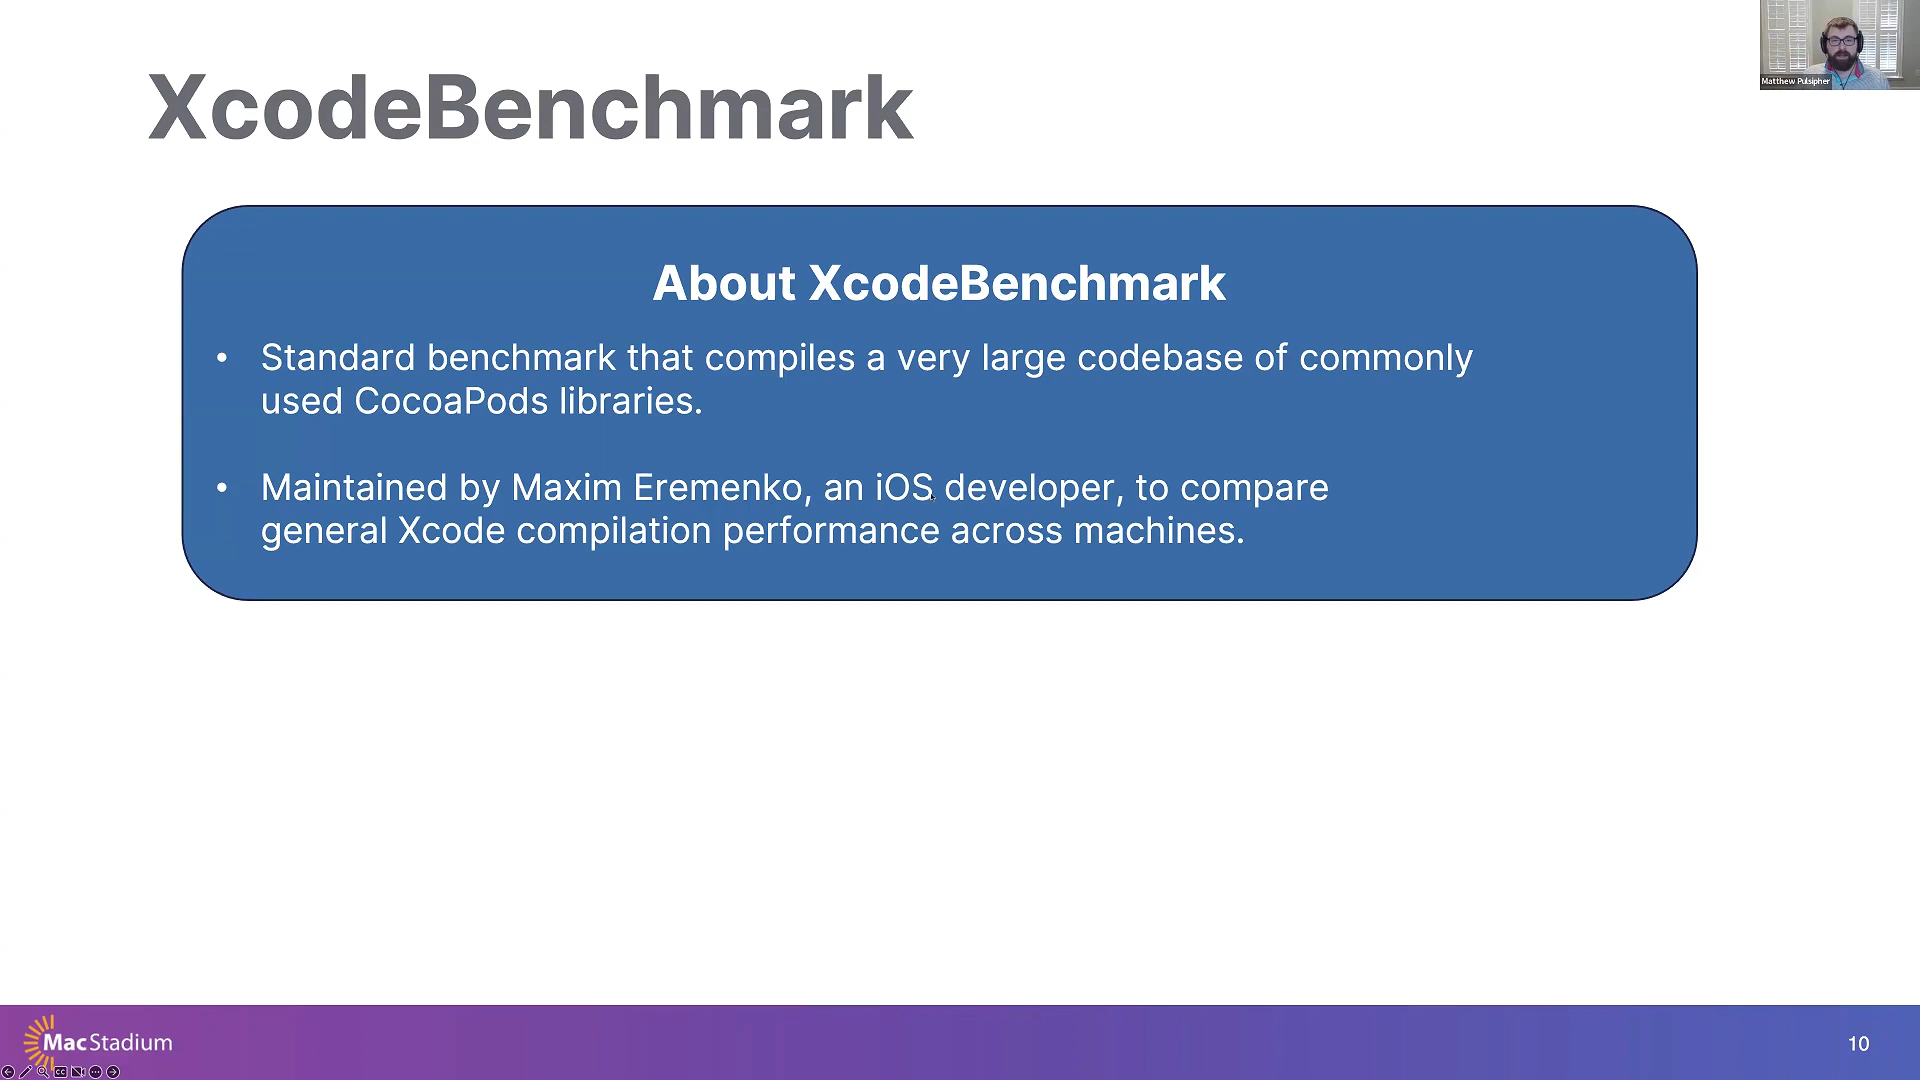 XcodeBenchmark
Matthew Pulsipher
About XcodeBenchmark
• Standard benchmark that compiles a very large codebase of commonly
used CocoaPods libraries.
• Maintained by Maxim Eremenko, an iOS developer, to compare
general Xcode compilation performance across machines.
MacStadium
10